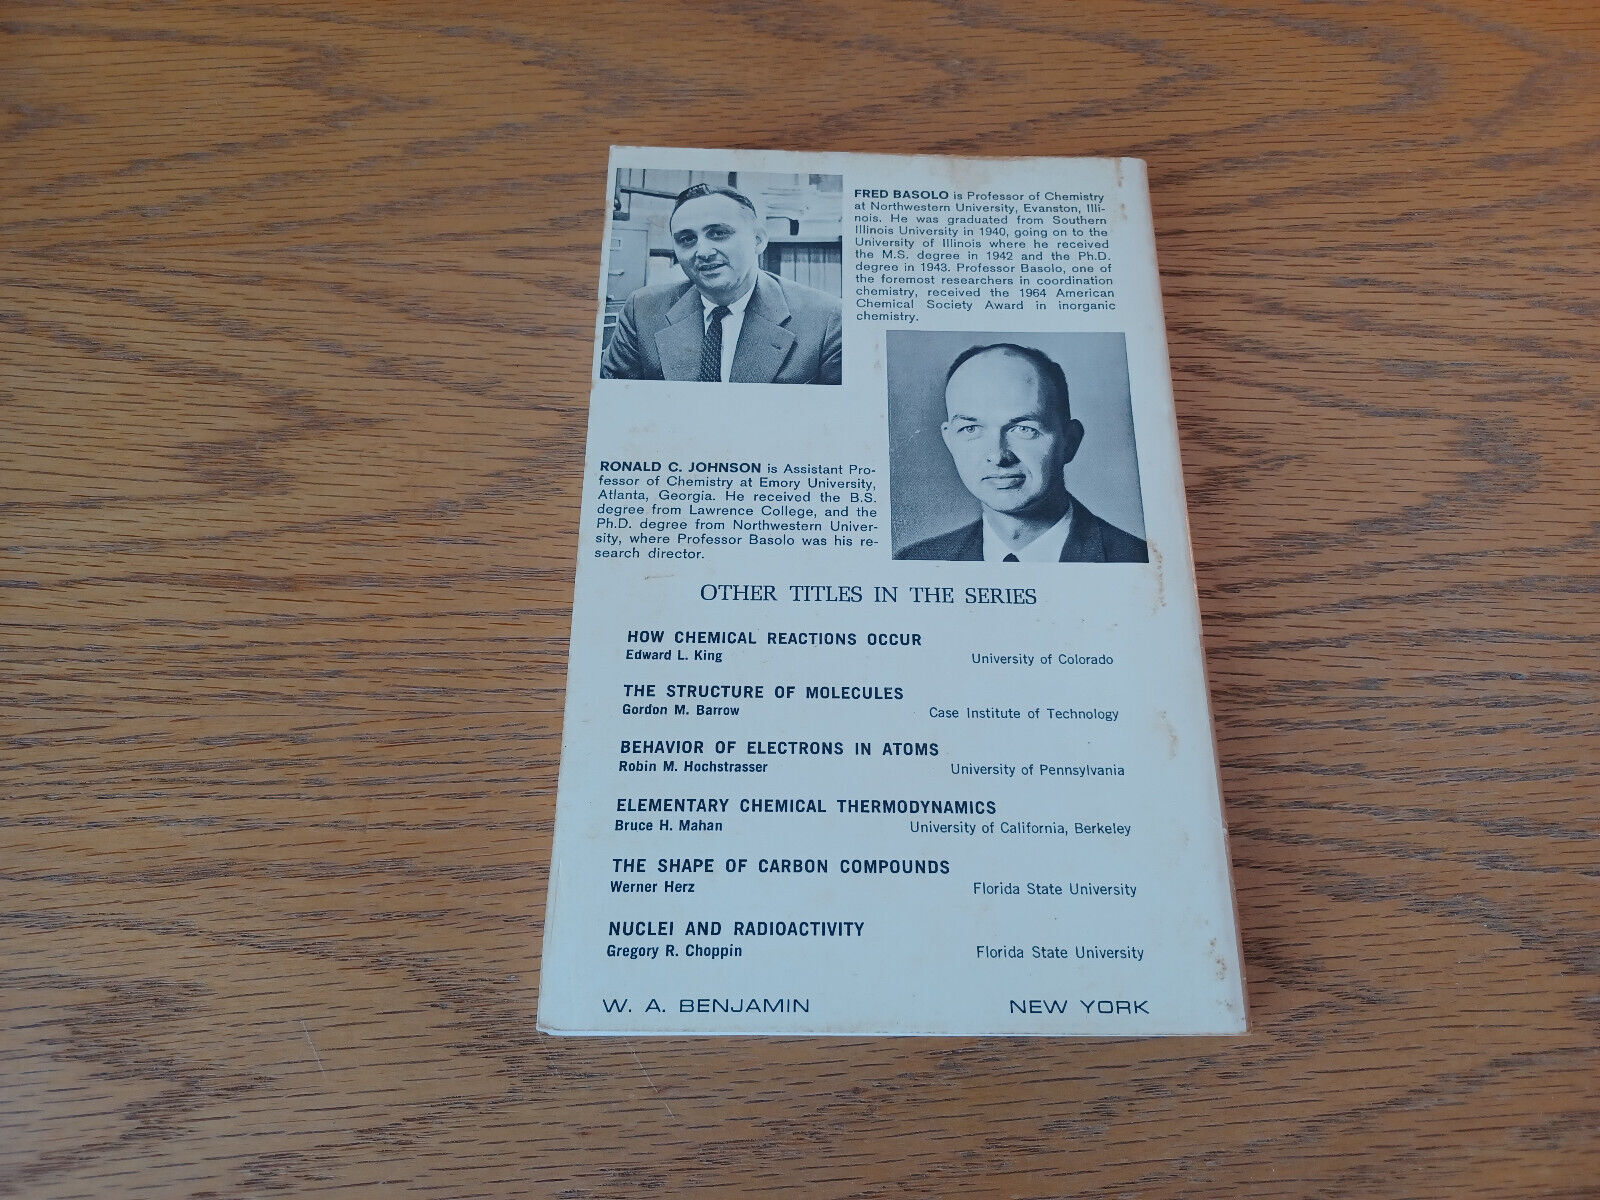 FRED BASOLO is Professor of Chemistry
at Northwestern University, Evanston, Illi-
nois. He was graduated from Southern
Illinois University in 1940, going on to the
University of Illinois where he received
the M.S. degree in 1942 and the Ph.D.
degree in 1943. Professor Basolo, one of
the foremost researchers in coordination
chemistry, received the 1964 American
Chemical Society Award in inorganic
chemistry.
RONALD C. JOHNSON is Assistant Pro-
fessor of Chemistry at Emory University,
Atlanta, Georgia. He received the B.S.
degree from Lawrence College, and the
Ph.D. degree from Northwestern Univer-
sity, where Professor Basolo was his re-
search director.
OTHER TITLES IN THE SERIES
HOW CHEMICAL REACTIONS OCCUR
Edward L. King University of Colorado
THE STRUCTURE OF MOLECULES
Gordon M. Barrow Case Institute of Technology
BEHAVIOR OF ELECTRONS IN ATOMS
Robin M. Hochstrasser University of Pennsylvania
ELEMENTARY CHEMICAL THERMODYNAMICS
Bruce H. Mahan University of California, Berkeley
THE SHAPE OF CARBON COMPOUNDS
Werner Herz Florida State University
NUCLEI AND RADIOACTIVITY
Gregory R. Choppin Florida State University
W. A. BENJAMIN NEW YORK